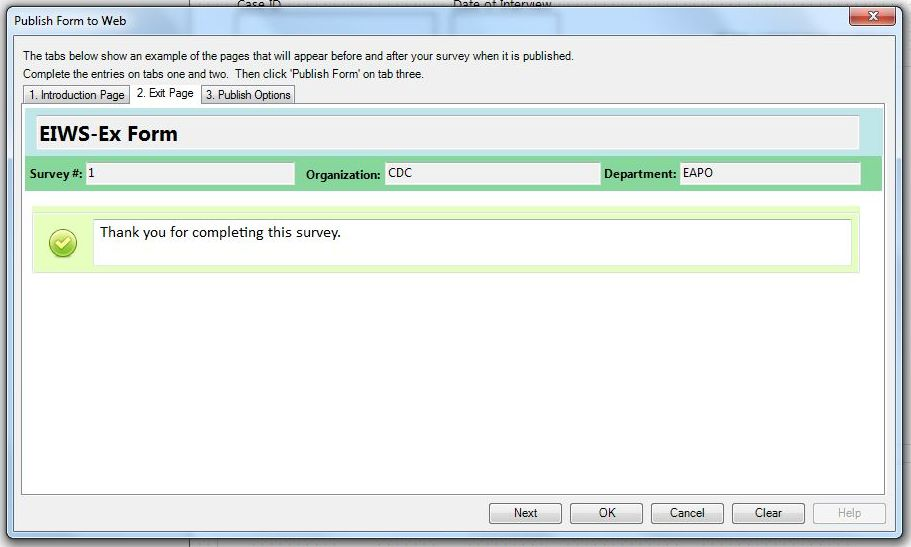 Case ID Date of Interview
Publish Form to Web
The tabs below show an example of the pages that will appear before and after your survey when it is published.
Complete the entries on tabs one and two. Then click 'Publish Form' on tab three.
1. Introduction Page 2. Exit Page 3. Publish Options
EIWS-Ex Form
Survey #: 1 Organization: CDC Department: EAPO
Thank you for completing this survey.
Next OK Cancel Clear Help